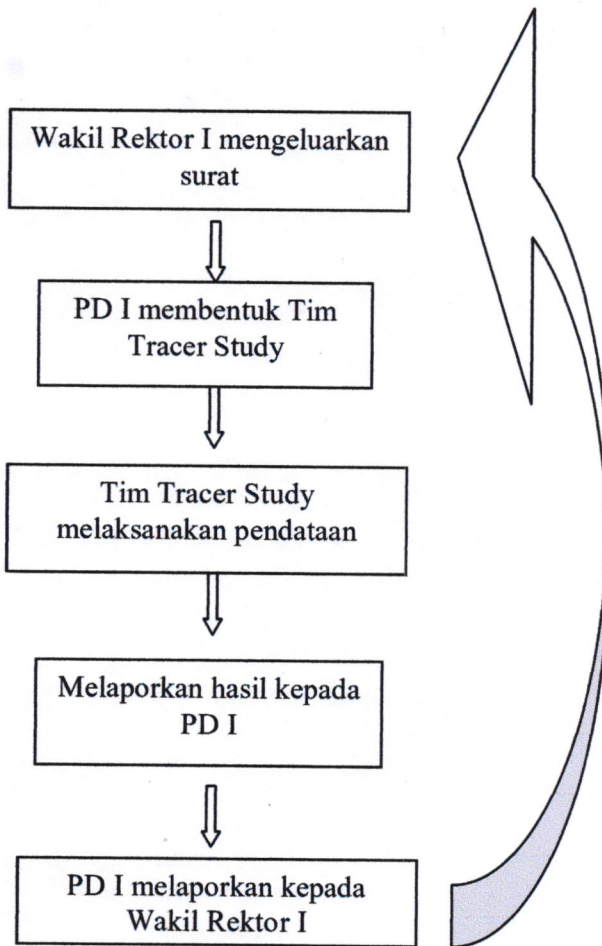 Wakil Rektor I mengeluarkan
surat
PD I membentuk Tim
Tracer Study
Tim Tracer Study
melaksanakan pendataan
Melaporkan hasil kepada
PD I
PD I melaporkan kepada
Wakil Rektor I